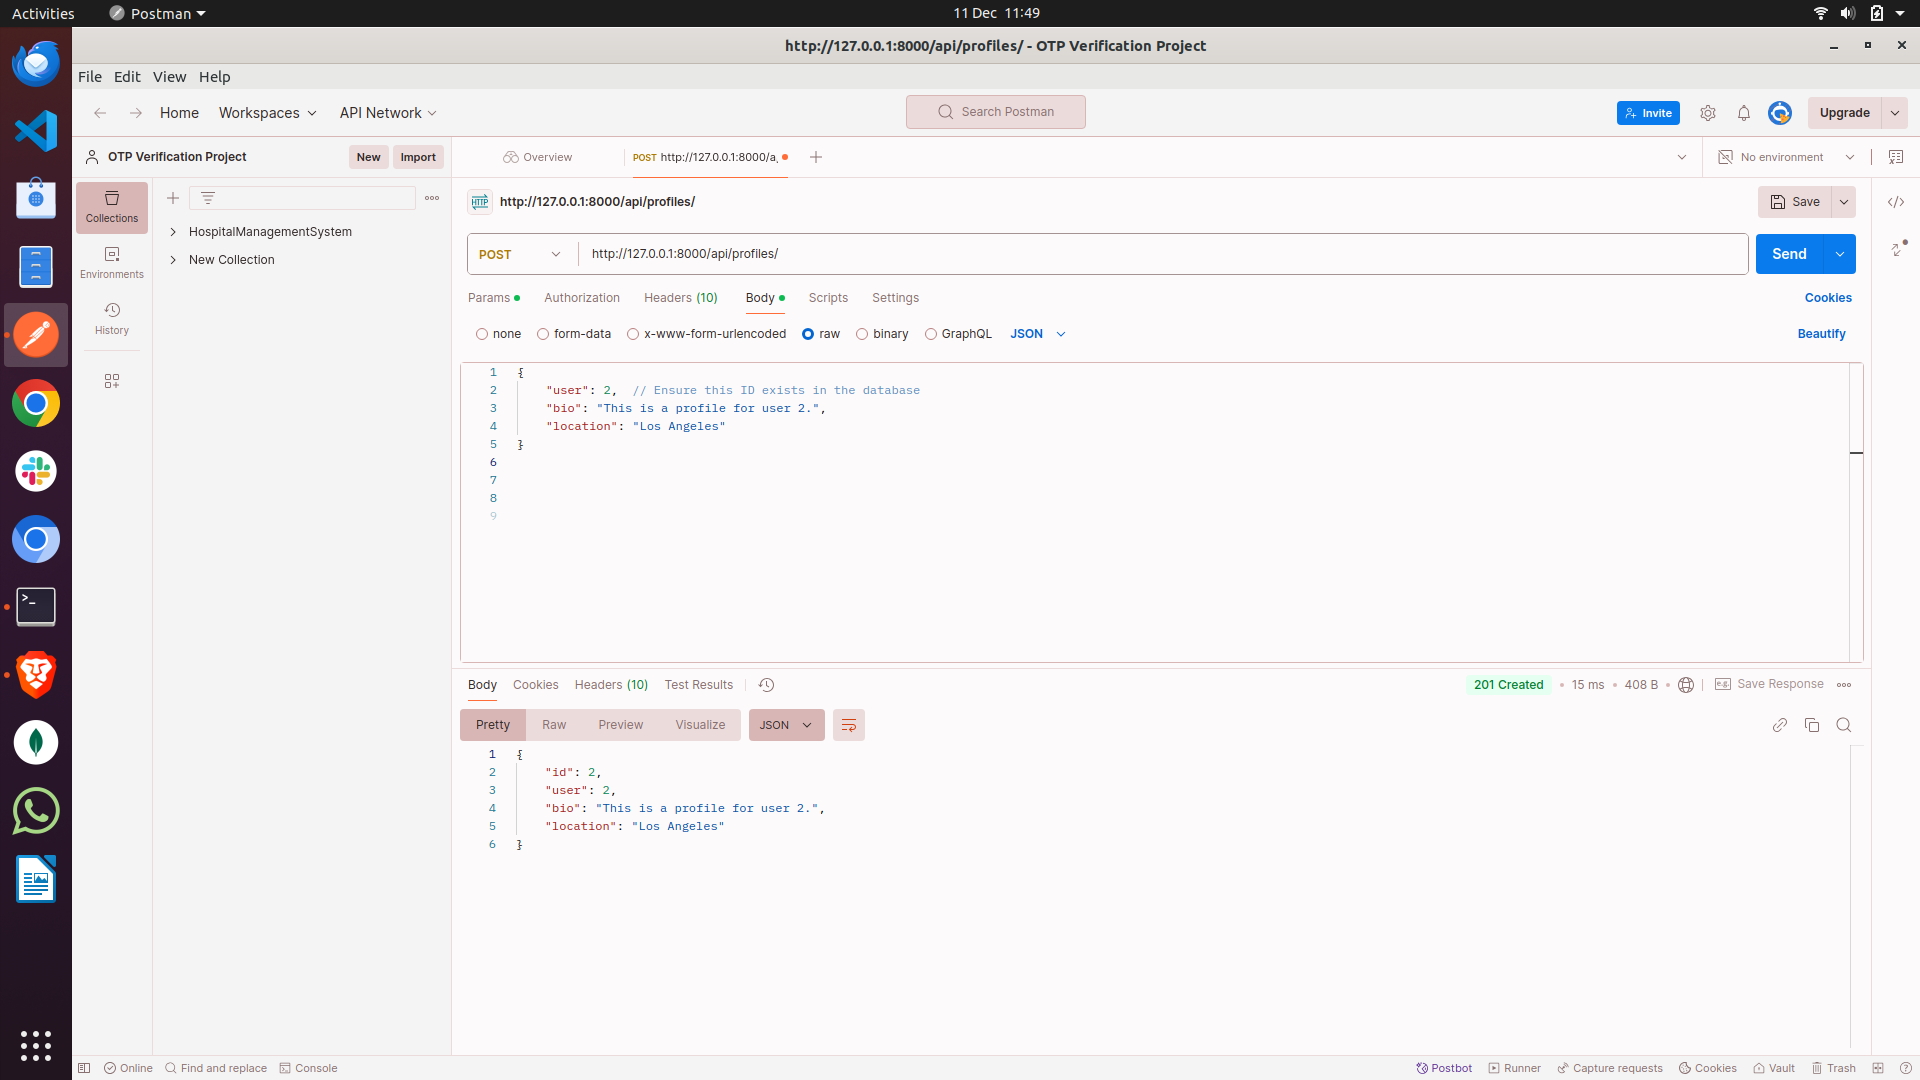 Activities
Postman
11 Dec 11:49
http://127.0.0.1:8000/api/profiles/ - OTP Verification Project
File Edit View Help
Home Workspaces API Network
Search Postman
Invite
Upgrade
OTP Verification Project
New
Import
Overview
POST http://127.0.0.1:8000/a
No environment
Collections
Environments
History
HospitalManagementSystem
New Collection
HTTP
http://127.0.0.1:8000/api/profiles/
Save
POST
http://127.0.0.1:8000/api/profiles/
Send
Params Authorization Headers (10) Body Scripts Settings
Cookies
none form-data x-www-form-urlencoded raw binary GraphQL JSON
Beautify
1 {
2 "user": 2, // Ensure this ID exists in the database
3 "bio": "This is a profile for user 2.",
4 "location": "Los Angeles"
5 }
6
7
8
9
Body Cookies Headers (10) Test Results
201 Created • 15 ms • 408 B •
e.g. Save Response
Pretty Raw Preview Visualize JSON
1 {
2 "id": 2,
3 "user": 2,
4 "bio": "This is a profile for user 2.",
5 "location": "Los Angeles"
6 }
Online Find and replace Console
Postbot Runner Capture requests Cookies Vault Trash